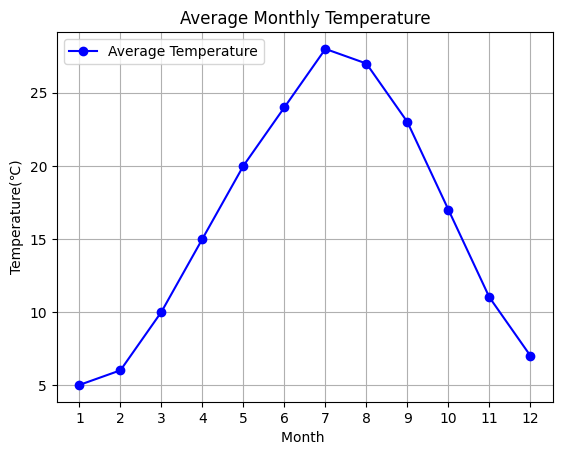 Average Monthly Temperature
Average Temperature
Temperature(℃)
25
20
15
10
5
1 2 3 4 5 6 7 8 9 10 11 12
Month